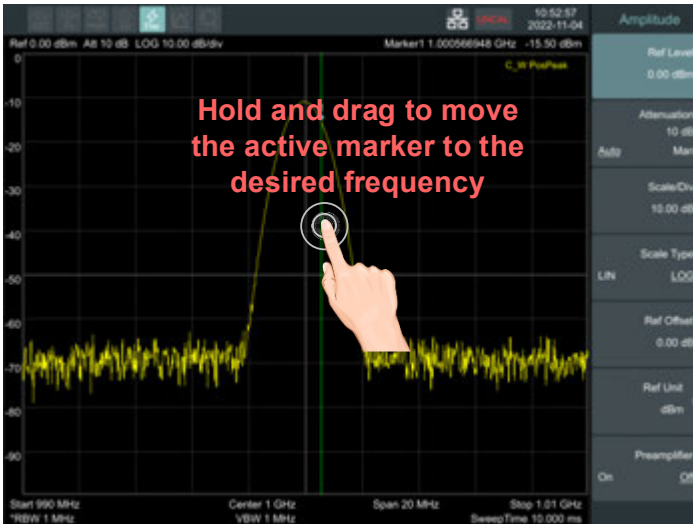 10:52:57
2022-11-04
Amplitude
Ref 0.00 dBm Att 10 dB LOG 10.00 dB/div
Marker1 1.000566948 GHz -15.50 dBm
C_W PosPeak
0
-10
-20
-30
-40
-50
-60
-70
-80
-90
Hold and drag to move
the active marker to the
desired frequency
Ref Level
0.00 dBm
Attenuation
10 dB
Auto Man
Scale/Div
10.00 dB
Scale Type
LIN LOG
Ref Offset
0.00 dB
Ref Unit
dBm
Preamplifier
On Off
Start 990 MHz Center 1 GHz Span 20 MHz Stop 1.01 GHz
*RBW 1 MHz VBW 1 MHz SweepTime 10.000 ms